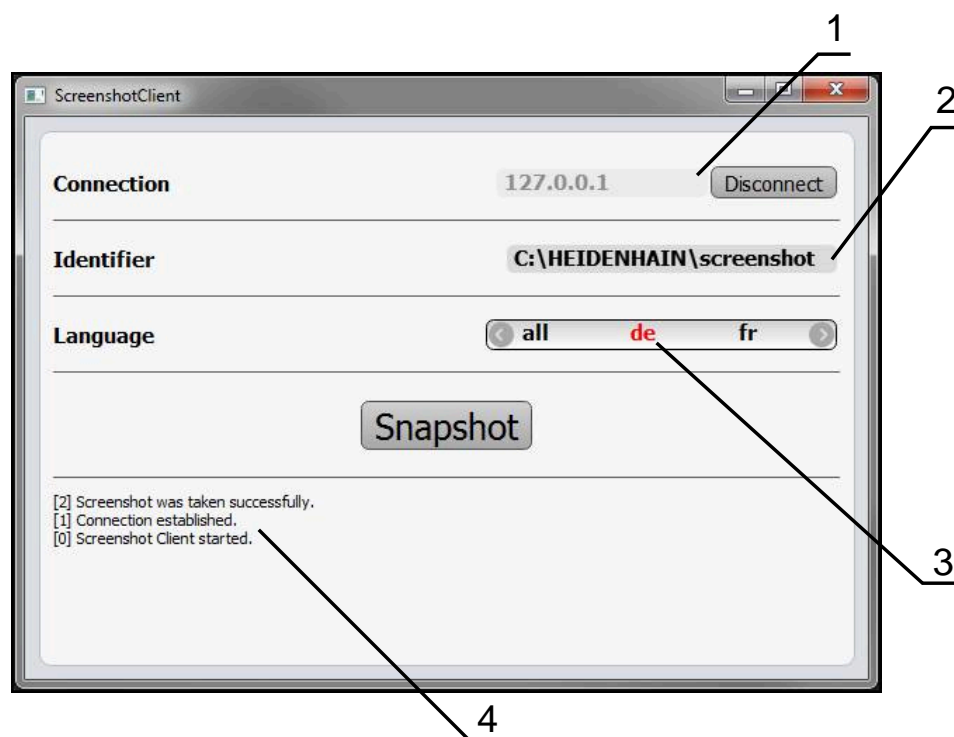 1
ScreenshotClient
2
Connection 127.0.0.1 Disconnect
Identifier C:\HEIDENHAIN\screenshot
Language all de fr
Snapshot
[2] Screenshot was taken successfully.
[1] Connection established.
[0] Screenshot Client started.
3
4